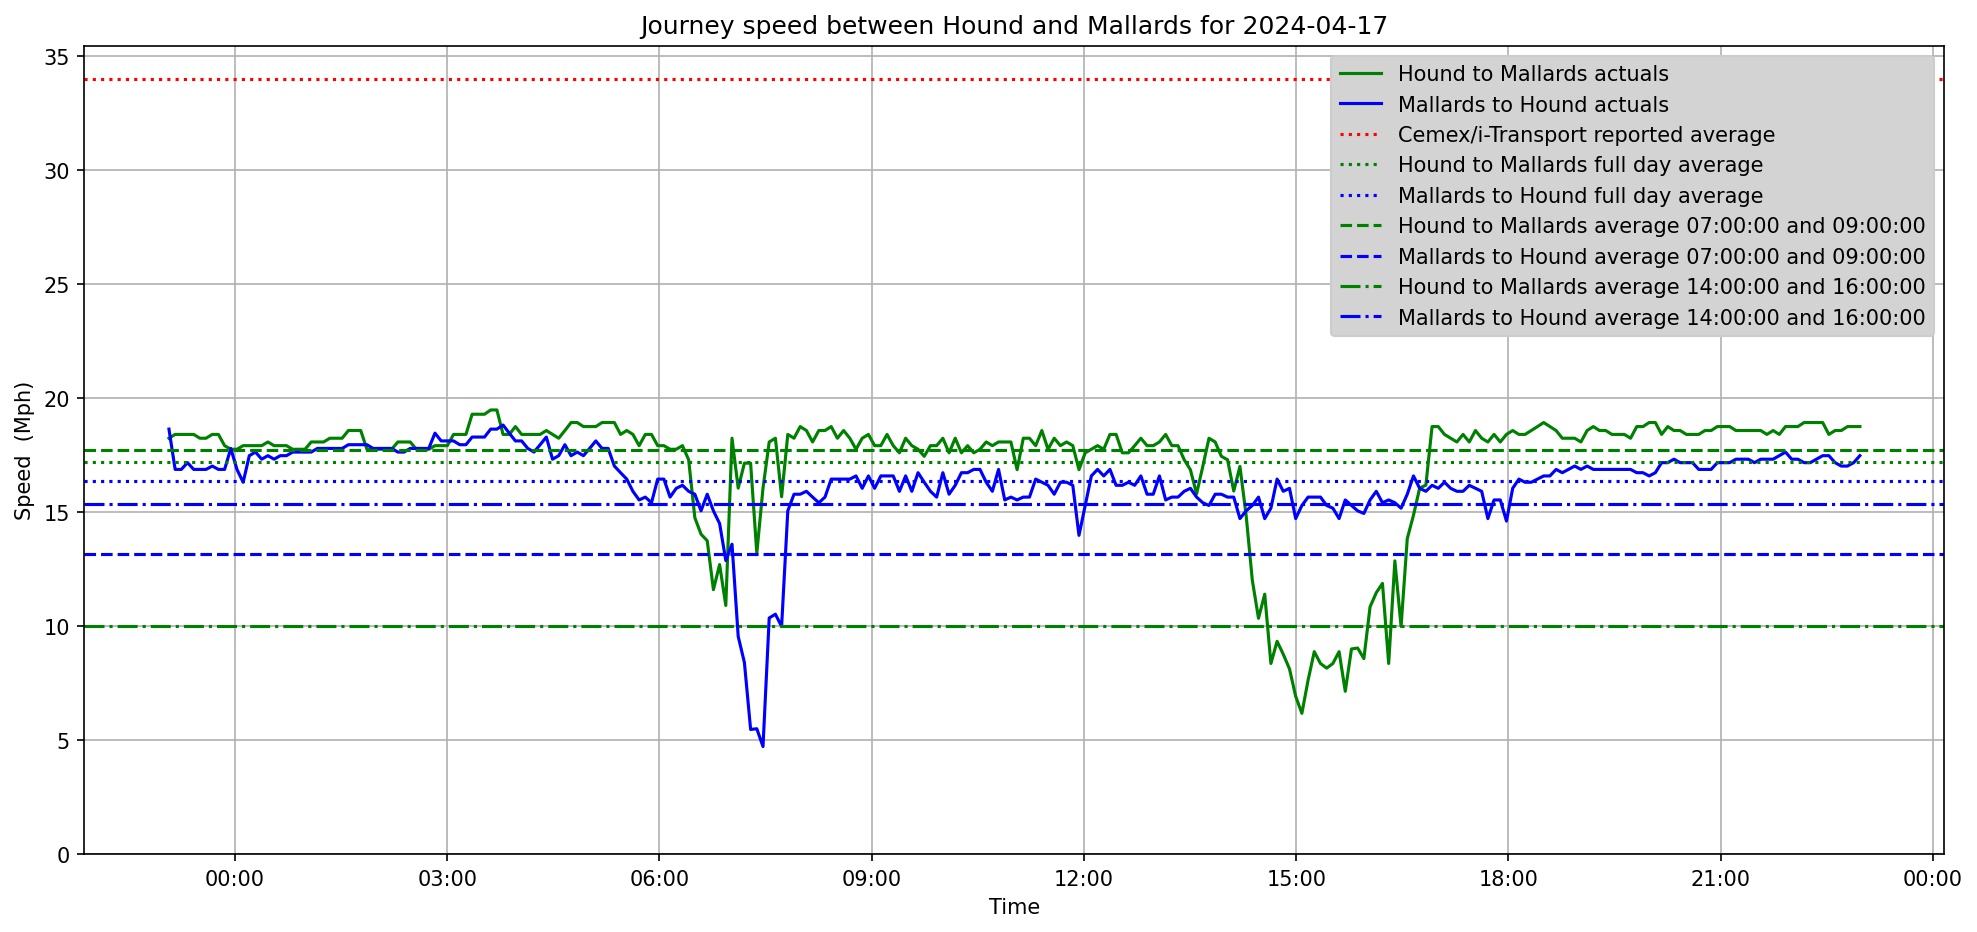 Journey speed between Hound and Mallards for 2024-04-17
35
30
25
20
15
10
5
0
Speed (Mph)
Hound to Mallards actuals
Mallards to Hound actuals
Cemex/i-Transport reported average
Hound to Mallards full day average
Mallards to Hound full day average
Hound to Mallards average 07:00:00 and 09:00:00
Mallards to Hound average 07:00:00 and 09:00:00
Hound to Mallards average 14:00:00 and 16:00:00
Mallards to Hound average 14:00:00 and 16:00:00
00:00 03:00 06:00 09:00 12:00 15:00 18:00 21:00 00:00
Time